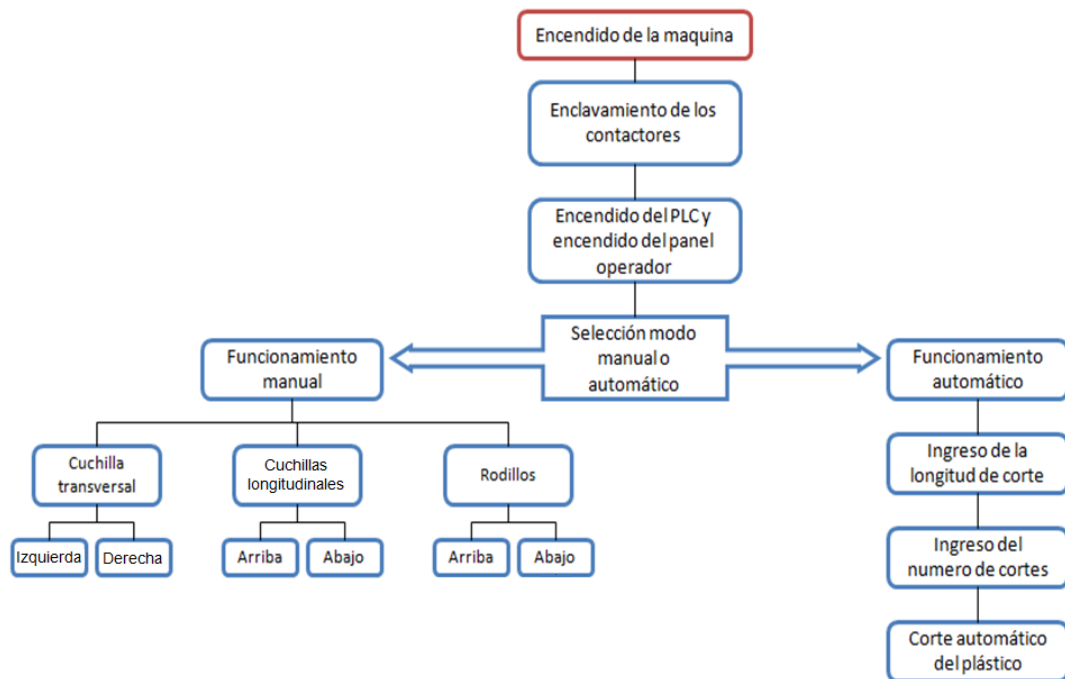 Encendido de la maquina
Enclavamiento de los
contactores
Encendido del PLC y
encendido del panel
operador
Selección modo
manual o
automático
Funcionamiento
manual
Funcionamiento
automático
Cuchilla
transversal
Cuchillas
longitudinales
Rodillos
Izquierda
Derecha
Arriba
Abajo
Arriba
Abajo
Ingreso de la
longitud de corte
Ingreso del
numero de cortes
Corte automático
del plástico